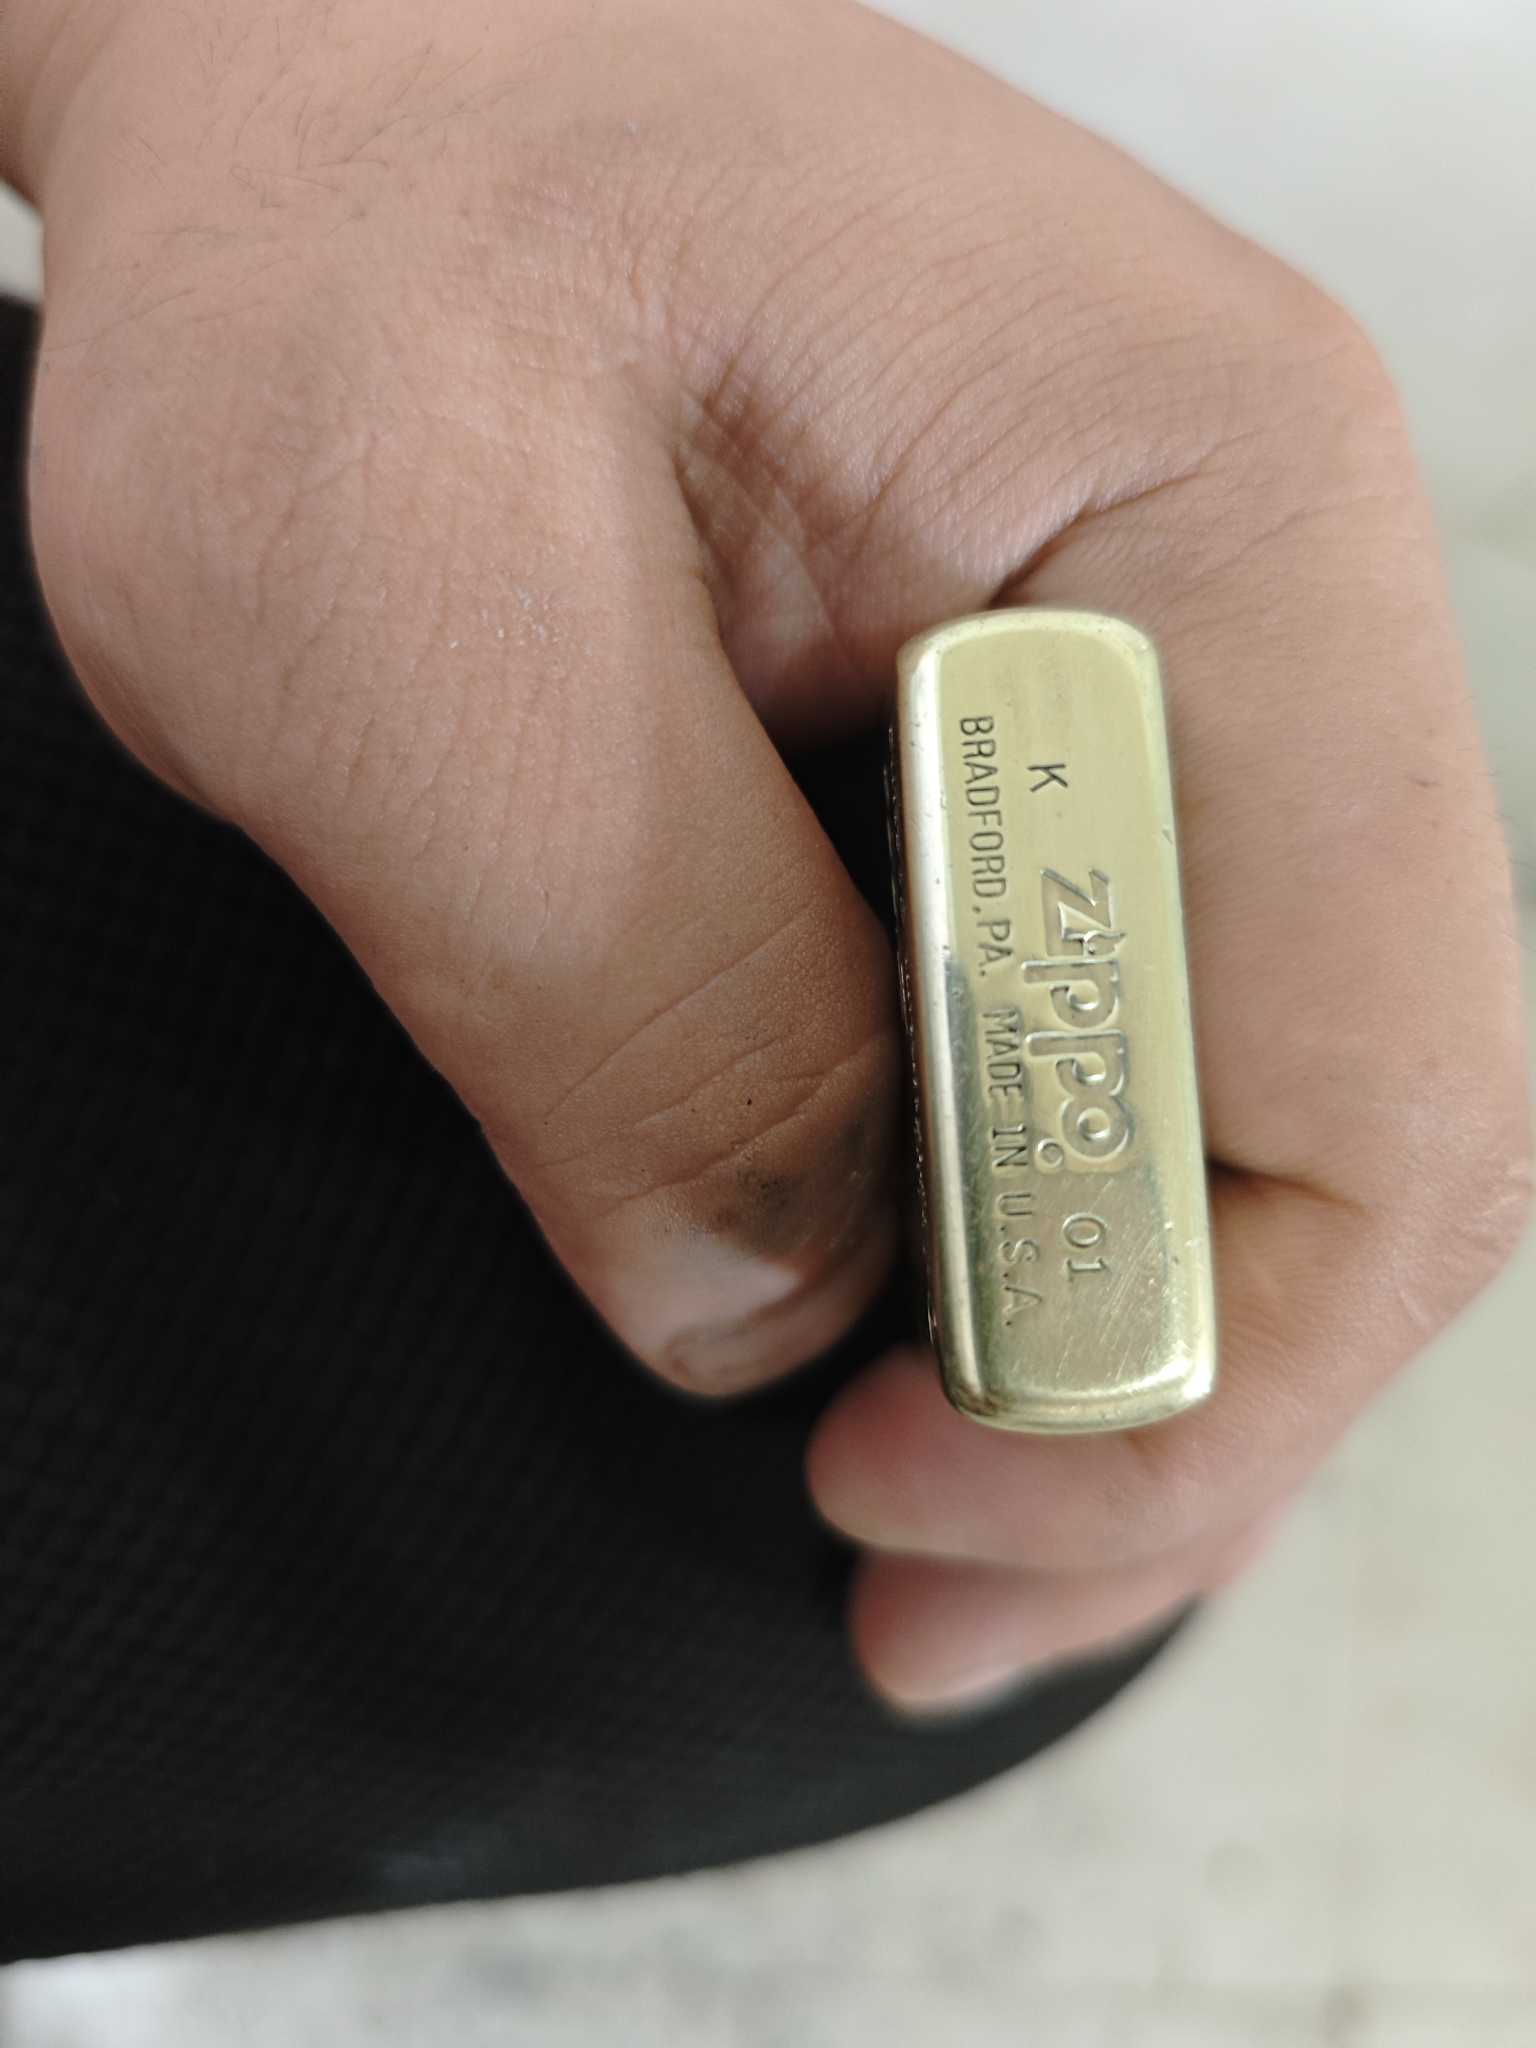 K zippo 01
BRADFORD, PA. MADE IN U.S.A.